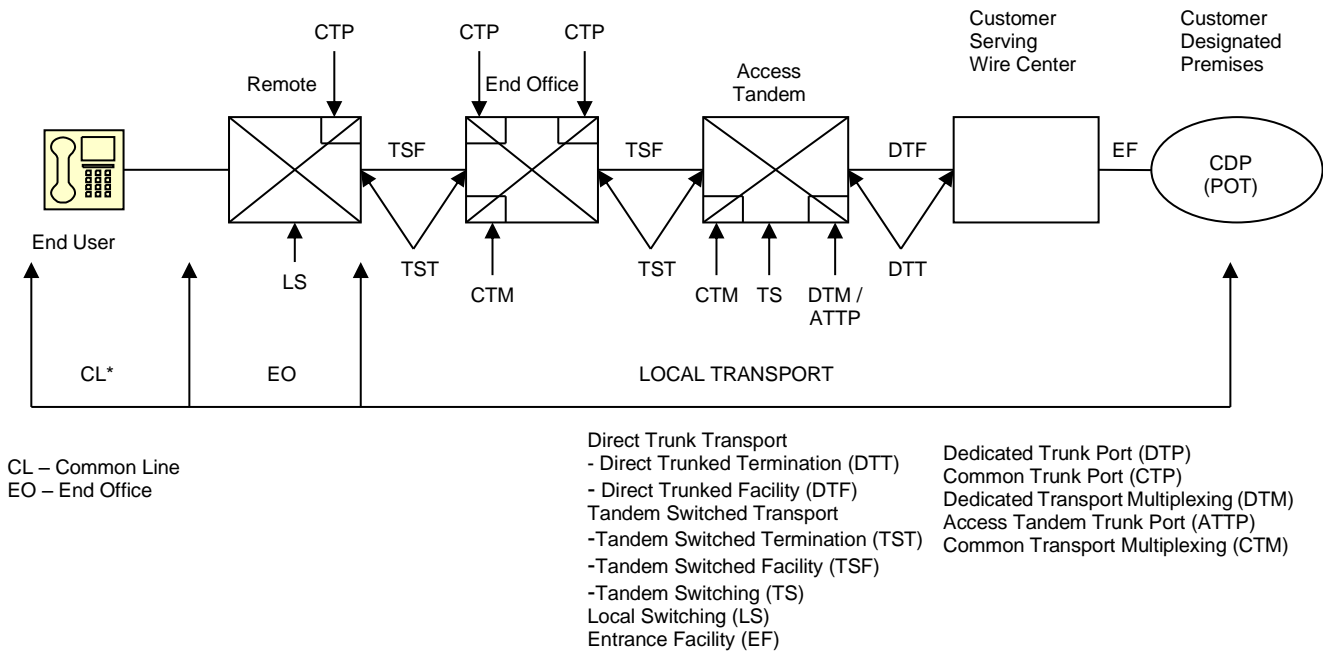 CTP
CTP
CTP
Customer
Serving
Wire Center
Customer
Designated
Premises
Remote
End Office
Access
Tandem
TSF
TSF
DTF
EF
CDP
(POT)
End User
LS
TST
CTM
TST
CTM
TS
DTM /
ATTP
DTT
CL*
EO
LOCAL TRANSPORT
CL – Common Line
EO – End Office
Direct Trunk Transport
- Direct Trunked Termination (DTT)
- Direct Trunked Facility (DTF)
Tandem Switched Transport
-Tandem Switched Termination (TST)
-Tandem Switched Facility (TSF)
-Tandem Switching (TS)
Local Switching (LS)
Entrance Facility (EF)
Dedicated Trunk Port (DTP)
Common Trunk Port (CTP)
Dedicated Transport Multiplexing (DTM)
Access Tandem Trunk Port (ATTP)
Common Transport Multiplexing (CTM)